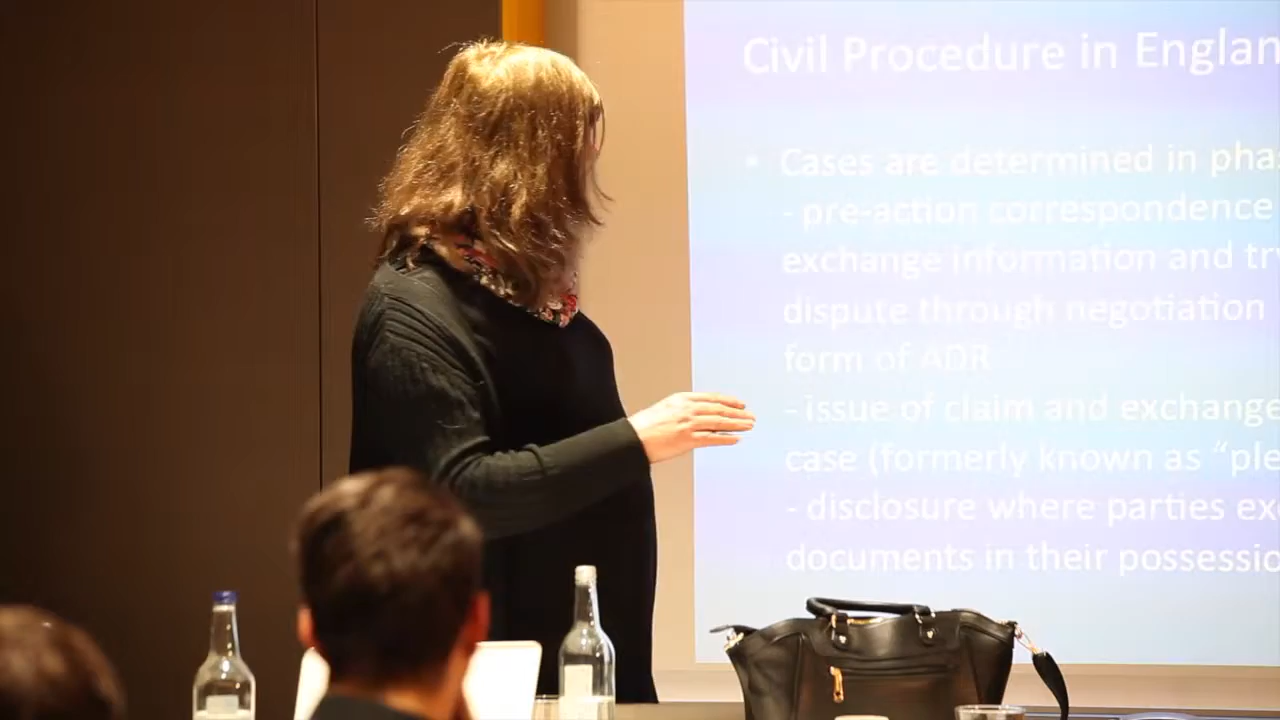 Civil Procedure in Englan
• Cases are determined in pha
- pre-action correspondence
exchange information and try
dispute through negotiation
form of ADR
- issue of claim and exchange
case (formerly known as “ple
- disclosure where parties ex
documents in their possessio